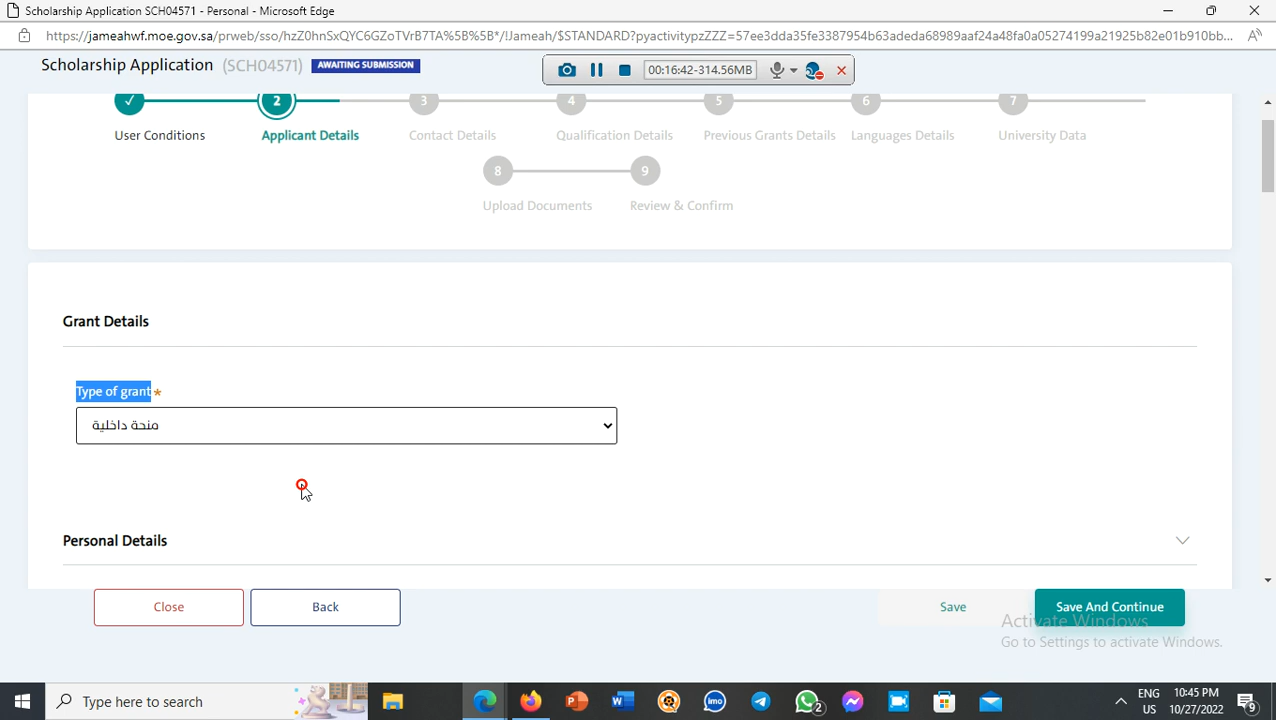 Scholarship Application SCH04571 - Personal - Microsoft Edge
https://jameahwf.moe.gov.sa/prweb/sso/hzZ0hnSxQYC6GZoTVrB7TA%5B%5B*/!Jameah/$STANDARD?pyactivitypzZZZ=57ee3dda35fe3387954b63adeda68989aaf24a48fa0a05274199a21925b82e01b910bb...
Scholarship Application (SCH04571) AWAITING SUBMISSION
00:16:42-314.56MB
2 3 4 5 6 7
User Conditions Applicant Details Contact Details Qualification Details Previous Grants Details Languages Details University Data
8 9
Upload Documents Review & Confirm
Grant Details
Type of grant*
منحة داخلية
Personal Details
Close Back Save Save And Continue
Activate Windows
Go to Settings to activate Windows.
Type here to search
imo
2
ENG
US
10:45 PM
10/27/2022
9